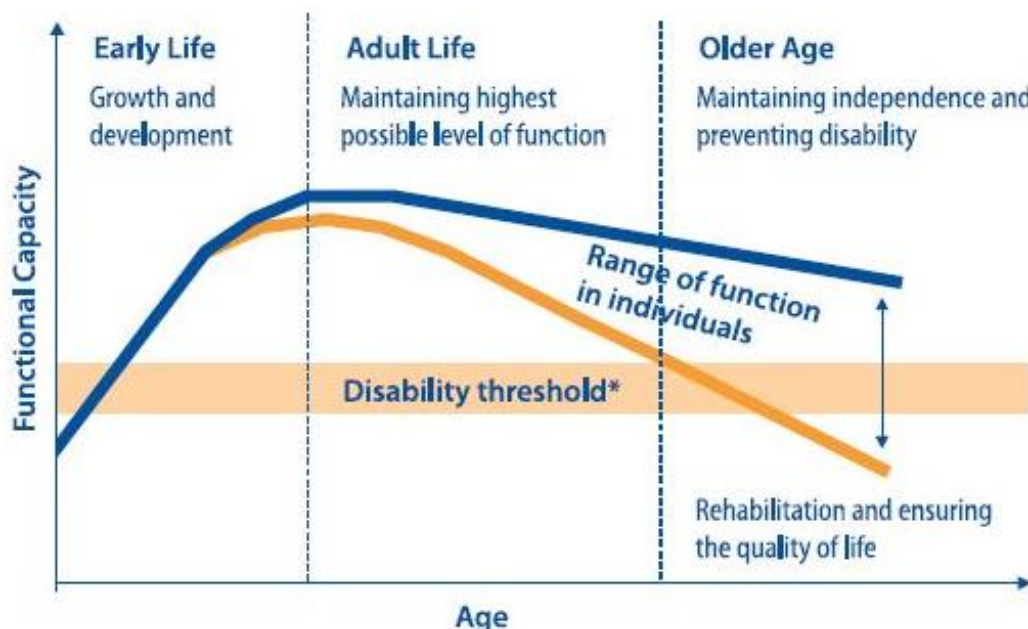 Early Life
Growth and
development
Adult Life
Maintaining highest
possible level of function
Older Age
Maintaining independence and
preventing disability
Functional Capacity
Range of function
in individuals
Disability threshold*
Rehabilitation and ensuring
the quality of life
Age